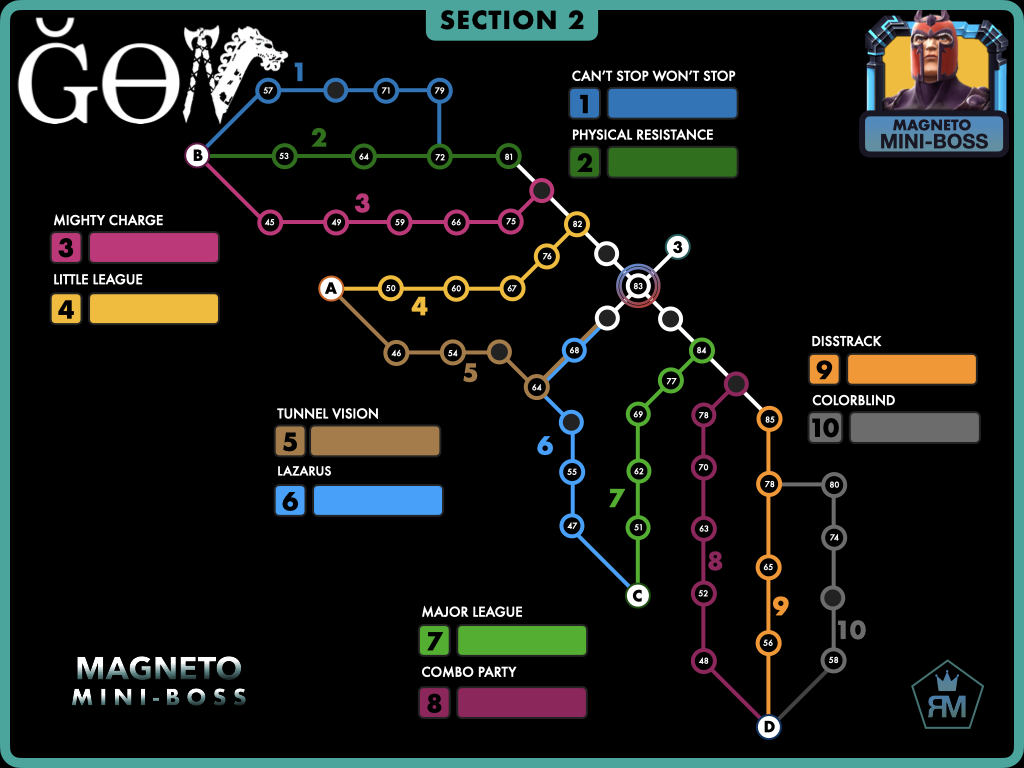 SECTION 2
ĞOW
MAGNETO
MINI-BOSS
CAN'T STOP WON'T STOP
1
PHYSICAL RESISTANCE
2
1
57
71
79
B
2
53
64
72
81
3
45
49
59
66
75
MIGHTY CHARGE
3
LITTLE LEAGUE
4
82
76
3
83
A
50
60
67
4
46
54
5
64
68
84
77
DISSTRACK
9
COLORBLIND
10
TUNNEL VISION
5
LAZARUS
6
6
55
47
69
62
7
51
C
78
70
63
8
52
48
85
78
65
9
56
80
74
10
58
D
MAJOR LEAGUE
7
COMBO PARTY
8
MAGNETO
MINI-BOSS
ЯM